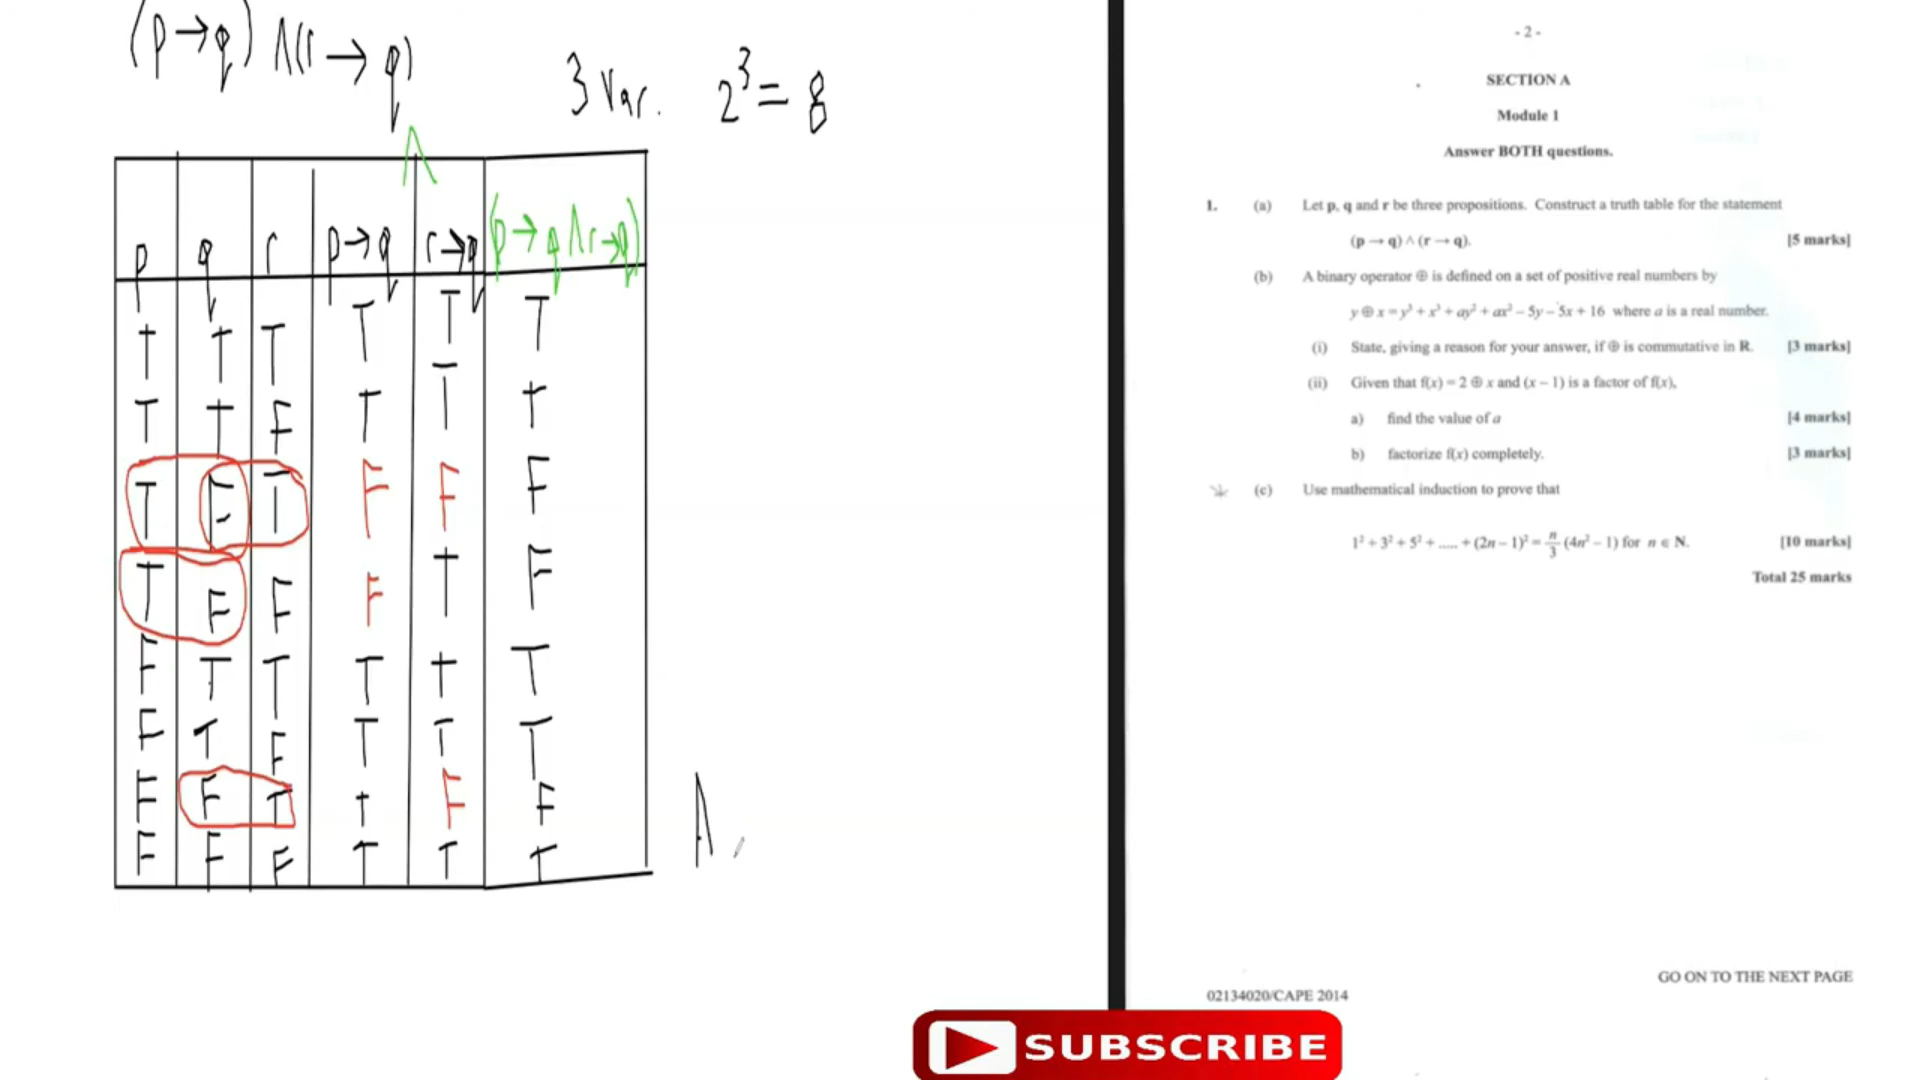 (p→q) ∧(r→q)
3 Var. 2³ = 8
∧
p q r p→q r→q (p→q ∧ r→q)
T T T T T T
T T F T T T
T F T F F F
T F F F T F
F T T T T T
F T F T T T
F F T T F F
F F F T T T
∧
- 2 -
SECTION A
Module 1
Answer BOTH questions.
1. (a) Let p, q and r be three propositions. Construct a truth table for the statement
(p → q) ∧ (r → q). [5 marks]
(b) A binary operator ⊕ is defined on a set of positive real numbers by
y ⊕ x = y³ + x³ + ay² + ax² – 5y – 5x + 16 where a is a real number.
(i) State, giving a reason for your answer, if ⊕ is commutative in R. [3 marks]
(ii) Given that f(x) = 2 ⊕ x and (x – 1) is a factor of f(x),
a) find the value of a [4 marks]
b) factorize f(x) completely. [3 marks]
(c) Use mathematical induction to prove that
1² + 3² + 5² + ..... + (2n – 1)² = n/3 (4n² – 1) for n ∈ N. [10 marks]
Total 25 marks
GO ON TO THE NEXT PAGE
02134020/CAPE 2014
SUBSCRIBE